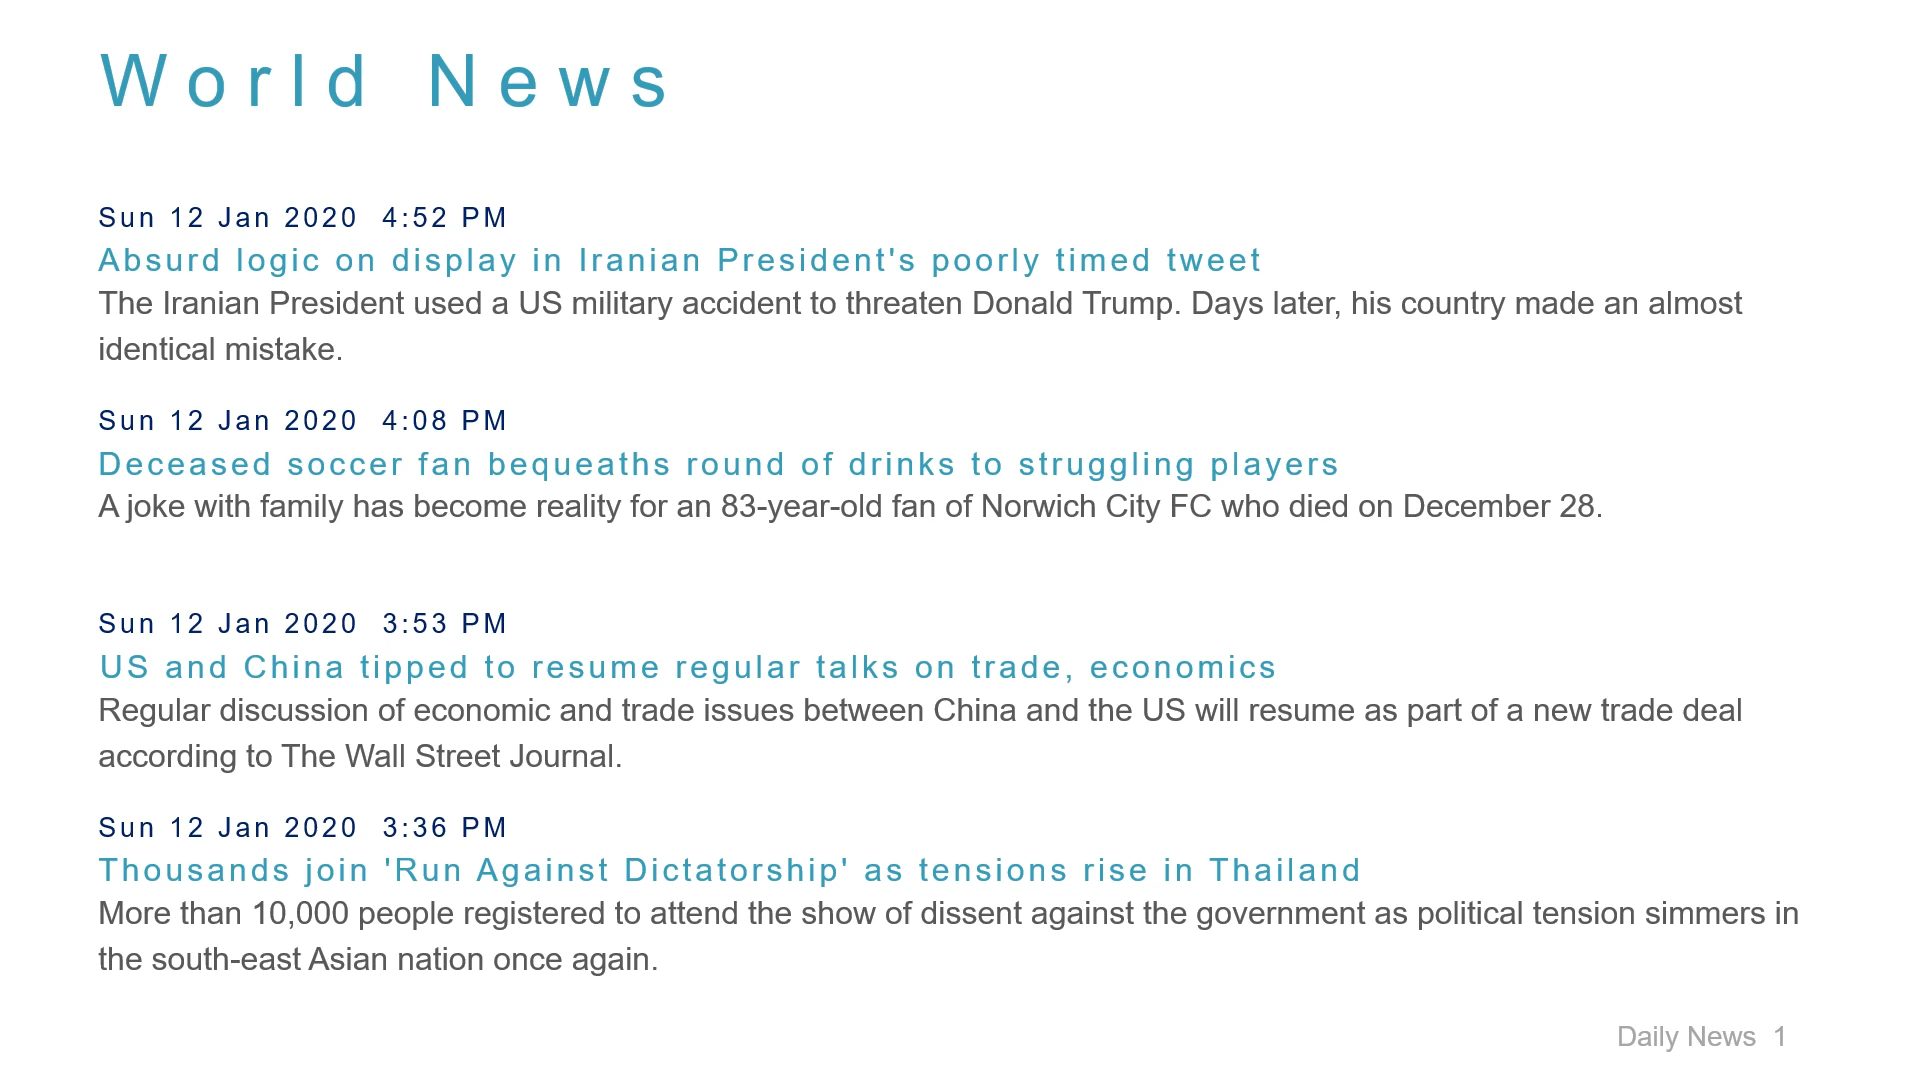 World News
Sun 12 Jan 2020 4:52 PM
Absurd logic on display in Iranian President's poorly timed tweet
The Iranian President used a US military accident to threaten Donald Trump. Days later, his country made an almost
identical mistake.
Sun 12 Jan 2020 4:08 PM
Deceased soccer fan bequeaths round of drinks to struggling players
A joke with family has become reality for an 83-year-old fan of Norwich City FC who died on December 28.
Sun 12 Jan 2020 3:53 PM
US and China tipped to resume regular talks on trade, economics
Regular discussion of economic and trade issues between China and the US will resume as part of a new trade deal
according to The Wall Street Journal.
Sun 12 Jan 2020 3:36 PM
Thousands join 'Run Against Dictatorship' as tensions rise in Thailand
More than 10,000 people registered to attend the show of dissent against the government as political tension simmers in
the south-east Asian nation once again.
Daily News 1